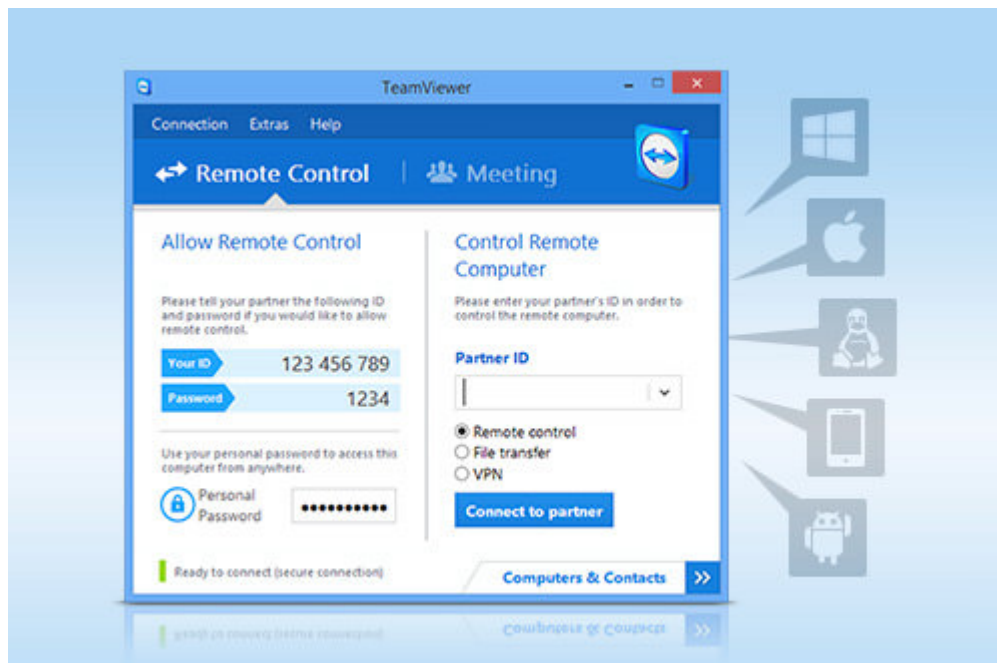 TeamViewer
Connection Extras Help
Remote Control
Meeting
Allow Remote Control
Please tell your partner the following ID
and password if you would like to allow
remote control.
Your ID 123 456 789
Password 1234
Use your personal password to access this
computer from anywhere.
Personal
Password
Ready to connect (secure connection)
Control Remote
Computer
Please enter your partner's ID in order to
control the remote computer.
Partner ID
Remote control
File transfer
VPN
Connect to partner
Computers & Contacts